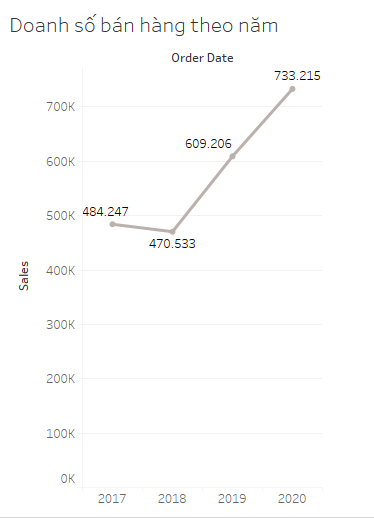 Doanh số bán hàng theo năm
Order Date
733.215
700K
609.206
600K
500K
484.247
470.533
400K
Sales
300K
200K
100K
0K
2017 2018 2019 2020